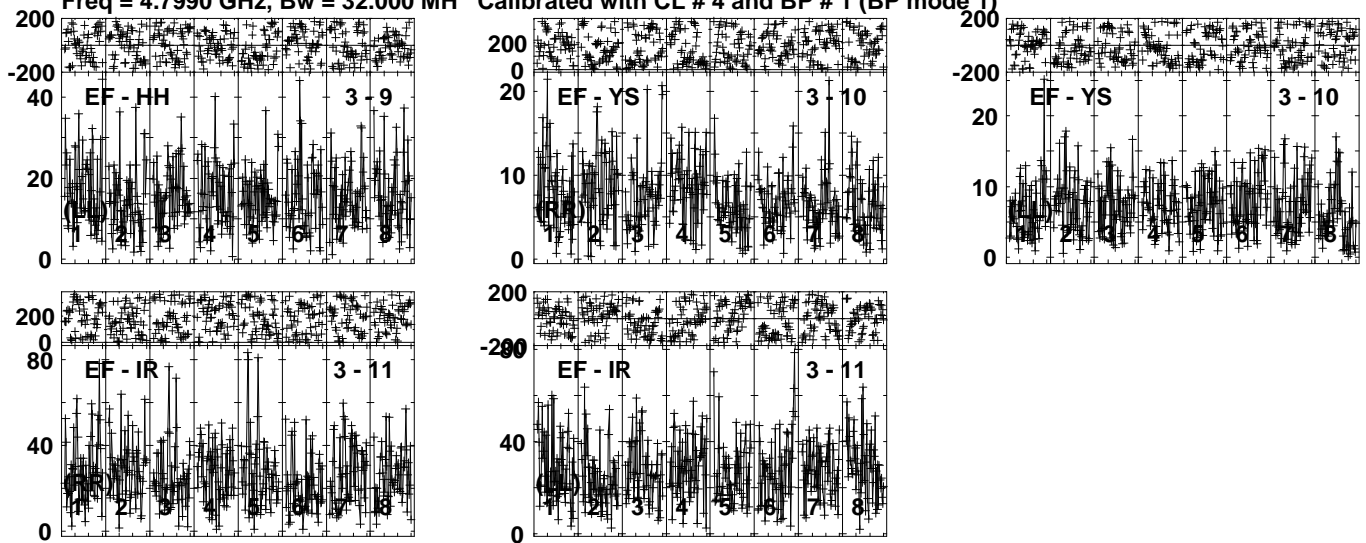 Freq = 4.7990 GHz, Bw = 32.000 MH Calibrated with CL # 4 and BP # 1 (BP mode 1)
200
-200
40
20
0
EF - HH 3 - 9
(LL)
1 2 3 4 5 6 7 8
200
0
20
10
0
EF - YS 3 - 10
(RR)
1 2 3 4 5 6 7 8
200
-200
20
10
0
EF - YS 3 - 10
1 2 3 4 5 6 7 8
200
0
80
40
0
EF - IR 3 - 11
(RR)
1 2 3 4 5 6 7 8
200
-200
80
40
0
EF - IR 3 - 11
(LL)
1 2 3 4 5 6 7 8